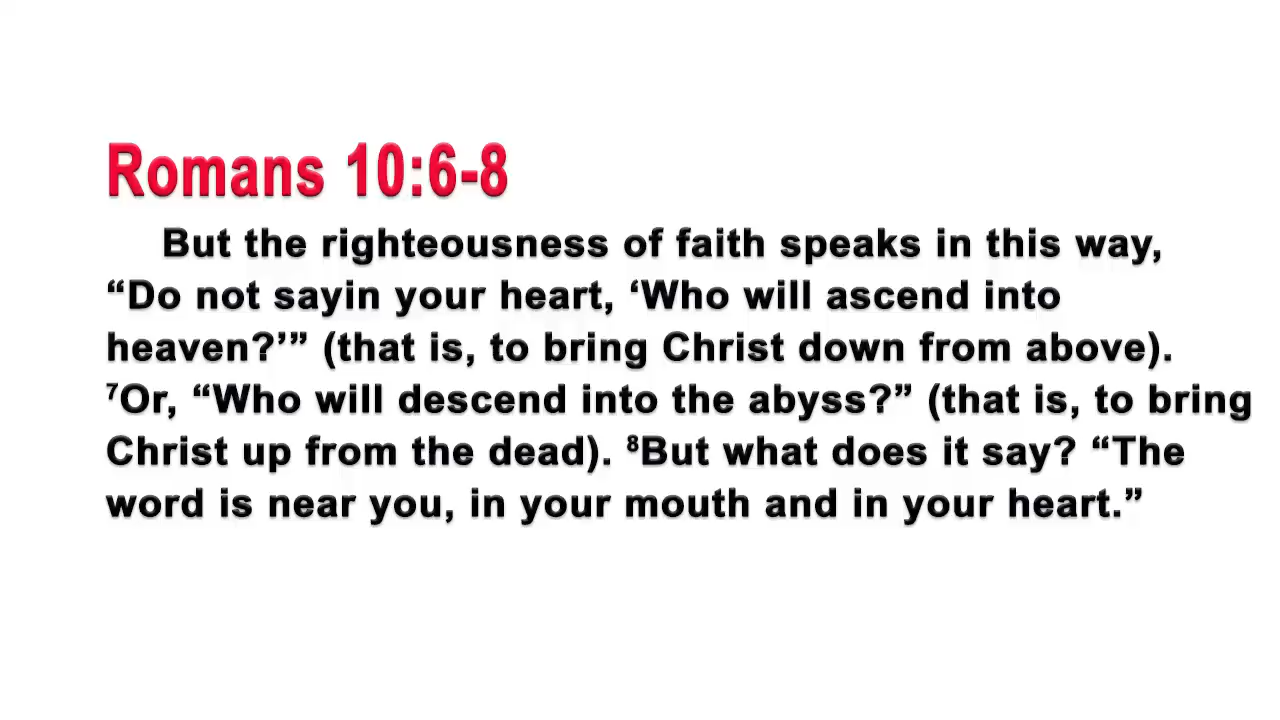 Romans 10:6-8
But the righteousness of faith speaks in this way,
“Do not sayin your heart, ‘Who will ascend into
heaven?’” (that is, to bring Christ down from above).
⁷Or, “Who will descend into the abyss?” (that is, to bring
Christ up from the dead). ⁸But what does it say? “The
word is near you, in your mouth and in your heart.”